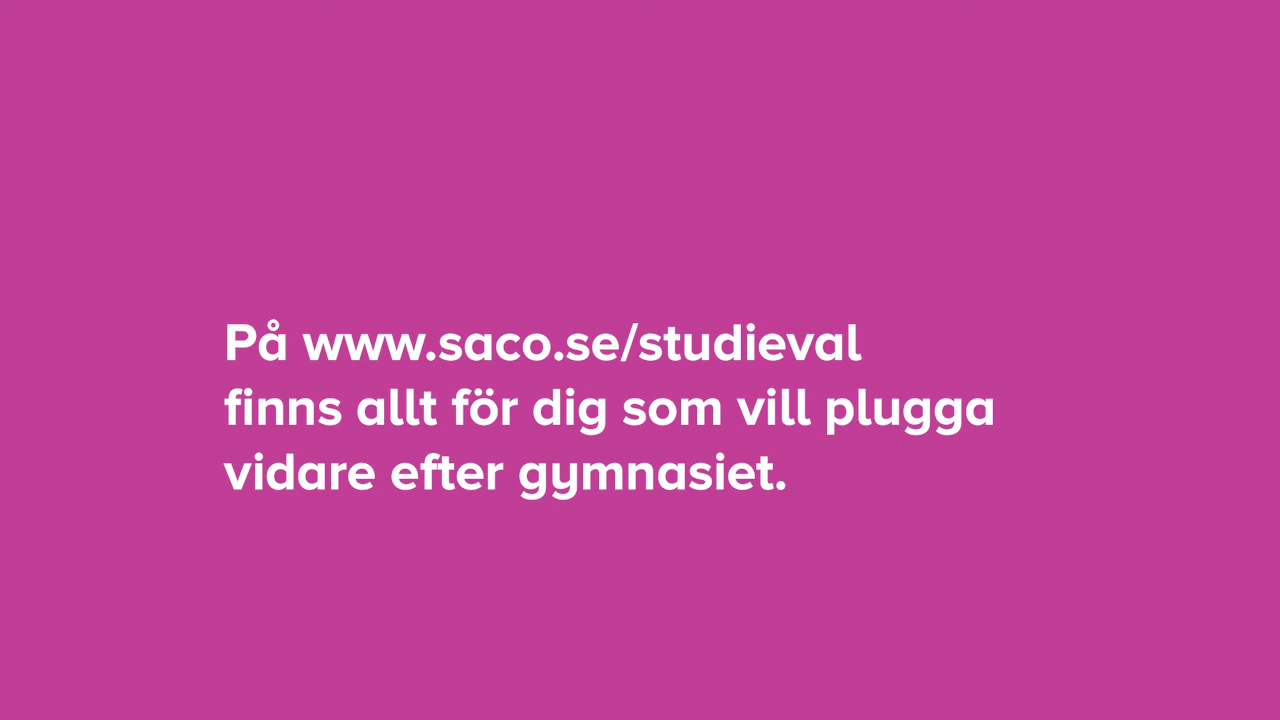 På www.saco.se/studieval
finns allt för dig som vill plugga
vidare efter gymnasiet.